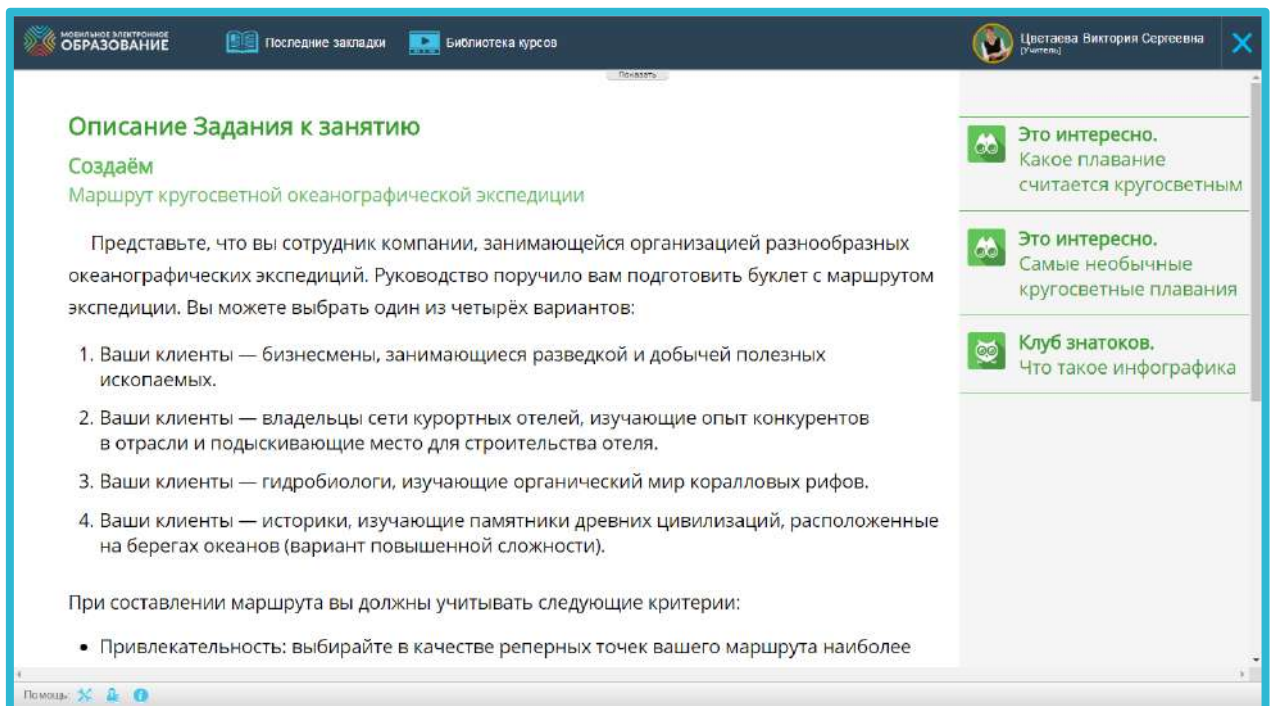 МОБИЛЬНОЕ ЭЛЕКТРОННОЕ
ОБРАЗОВАНИЕ
Последние закладки
Библиотека курсов
Цветаева Виктория Сергеевна
[Учитель]
Показать
Описание Задания к занятию
Создаём
Маршрут кругосветной океанографической экспедиции
Представьте, что вы сотрудник компании, занимающейся организацией разнообразных
океанографических экспедиций. Руководство поручило вам подготовить буклет с маршрутом
экспедиции. Вы можете выбрать один из четырёх вариантов:
1. Ваши клиенты — бизнесмены, занимающиеся разведкой и добычей полезных
ископаемых.
2. Ваши клиенты — владельцы сети курортных отелей, изучающие опыт конкурентов
в отрасли и подыскивающие место для строительства отеля.
3. Ваши клиенты — гидробиологи, изучающие органический мир коралловых рифов.
4. Ваши клиенты — историки, изучающие памятники древних цивилизаций, расположенные
на берегах океанов (вариант повышенной сложности).
При составлении маршрута вы должны учитывать следующие критерии:
• Привлекательность: выбирайте в качестве реперных точек вашего маршрута наиболее
Это интересно.
Какое плавание
считается кругосветным
Это интересно.
Самые необычные
кругосветные плавания
Клуб знатоков.
Что такое инфографика
Помощь: